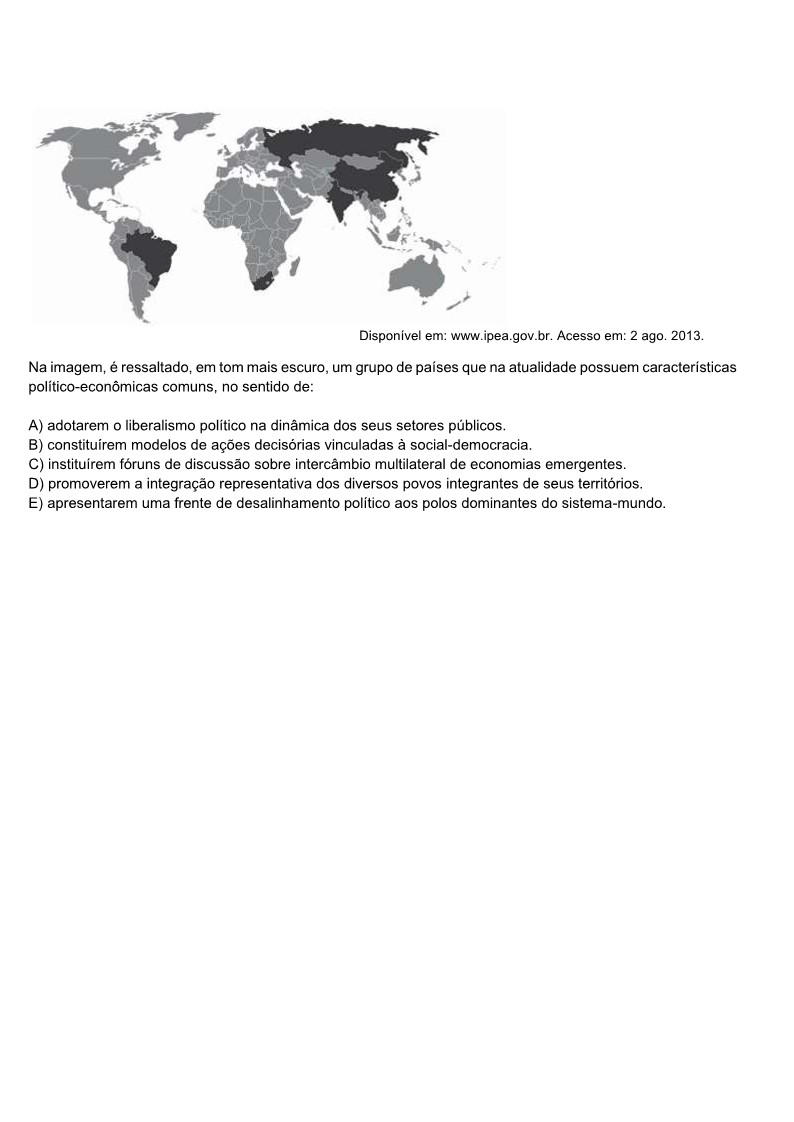 Disponível em: www.ipea.gov.br. Acesso em: 2 ago. 2013.
Na imagem, é ressaltado, em tom mais escuro, um grupo de países que na atualidade possuem características
político-econômicas comuns, no sentido de:
A) adotarem o liberalismo político na dinâmica dos seus setores públicos.
B) constituírem modelos de ações decisórias vinculadas à social-democracia.
C) instituírem fóruns de discussão sobre intercâmbio multilateral de economias emergentes.
D) promoverem a integração representativa dos diversos povos integrantes de seus territórios.
E) apresentarem uma frente de desalinhamento político aos polos dominantes do sistema-mundo.